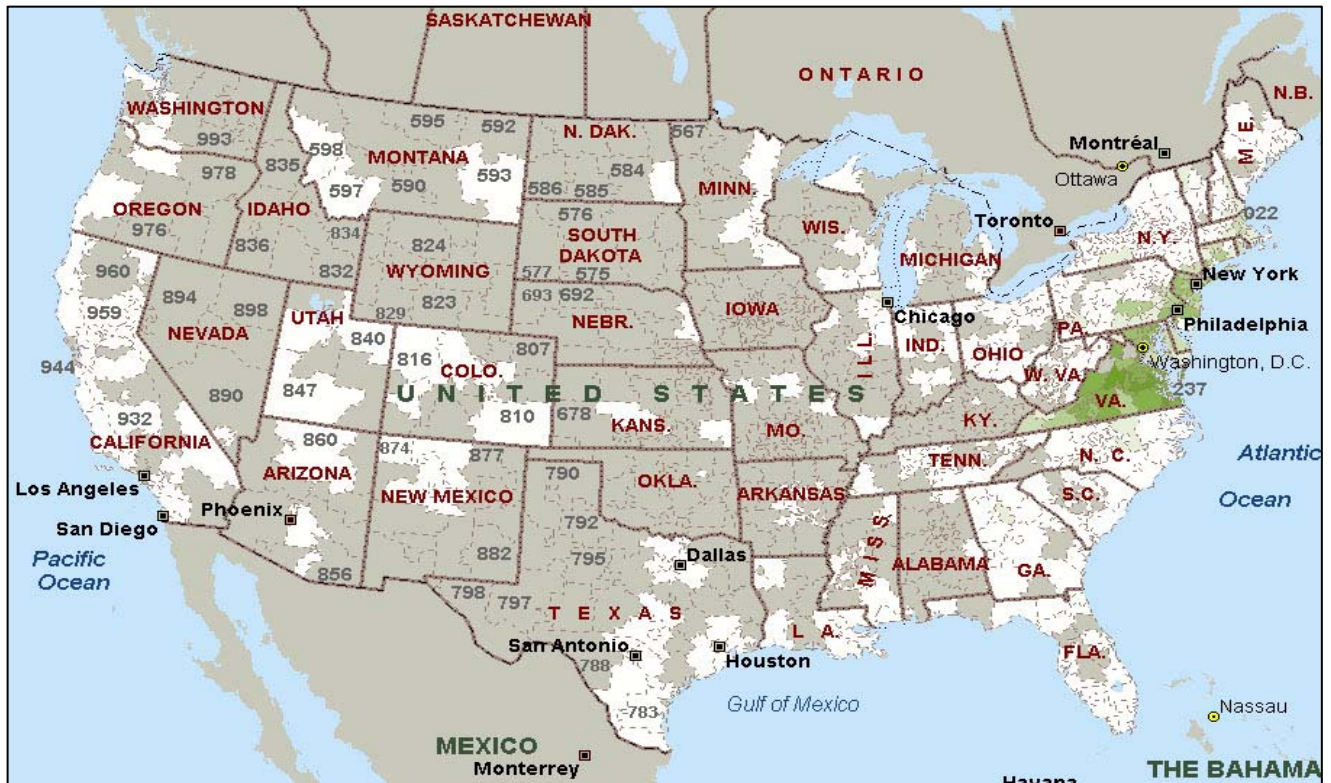 SASKATCHEWAN
ONTARIO
N.B.
WASHINGTON
993
595
592
N. DAK.
567
M E.
Montréal
Ottawa
598
MONTANA
835
978
597
590
593
584
586
585
MINN.
OREGON
IDAHO
976
836
834
832
576
SOUTH
DAKOTA
577
575
WIS.
Toronto
MICHIGAN
N.Y.
022
824
WYOMING
823
829
693
692
NEBR.
IOWA
New York
960
959
894
898
NEVADA
UTAH
840
Chicago
Philadelphia
PA.
944
816
COLO.
807
ILL.
IND.
OHIO
W. VA.
Washington, D.C.
847
UNITED STATES
890
810
678
KANS.
MO.
KY.
VA.
237
932
CALIFORNIA
860
ARIZONA
874
877
NEW MEXICO
790
OKLA.
ARKANSAS
TENN.
N. C.
S.C.
Atlantic
Ocean
Los Angeles
San Diego
Phoenix
792
795
882
856
Dallas
MISS
ALABAMA
GA.
Pacific
Ocean
798
797
TEXAS
LA.
San Antonio
788
Houston
FLA.
783
Gulf of Mexico
Nassau
MEXICO
Monterrey
THE BAHAMA
Havana